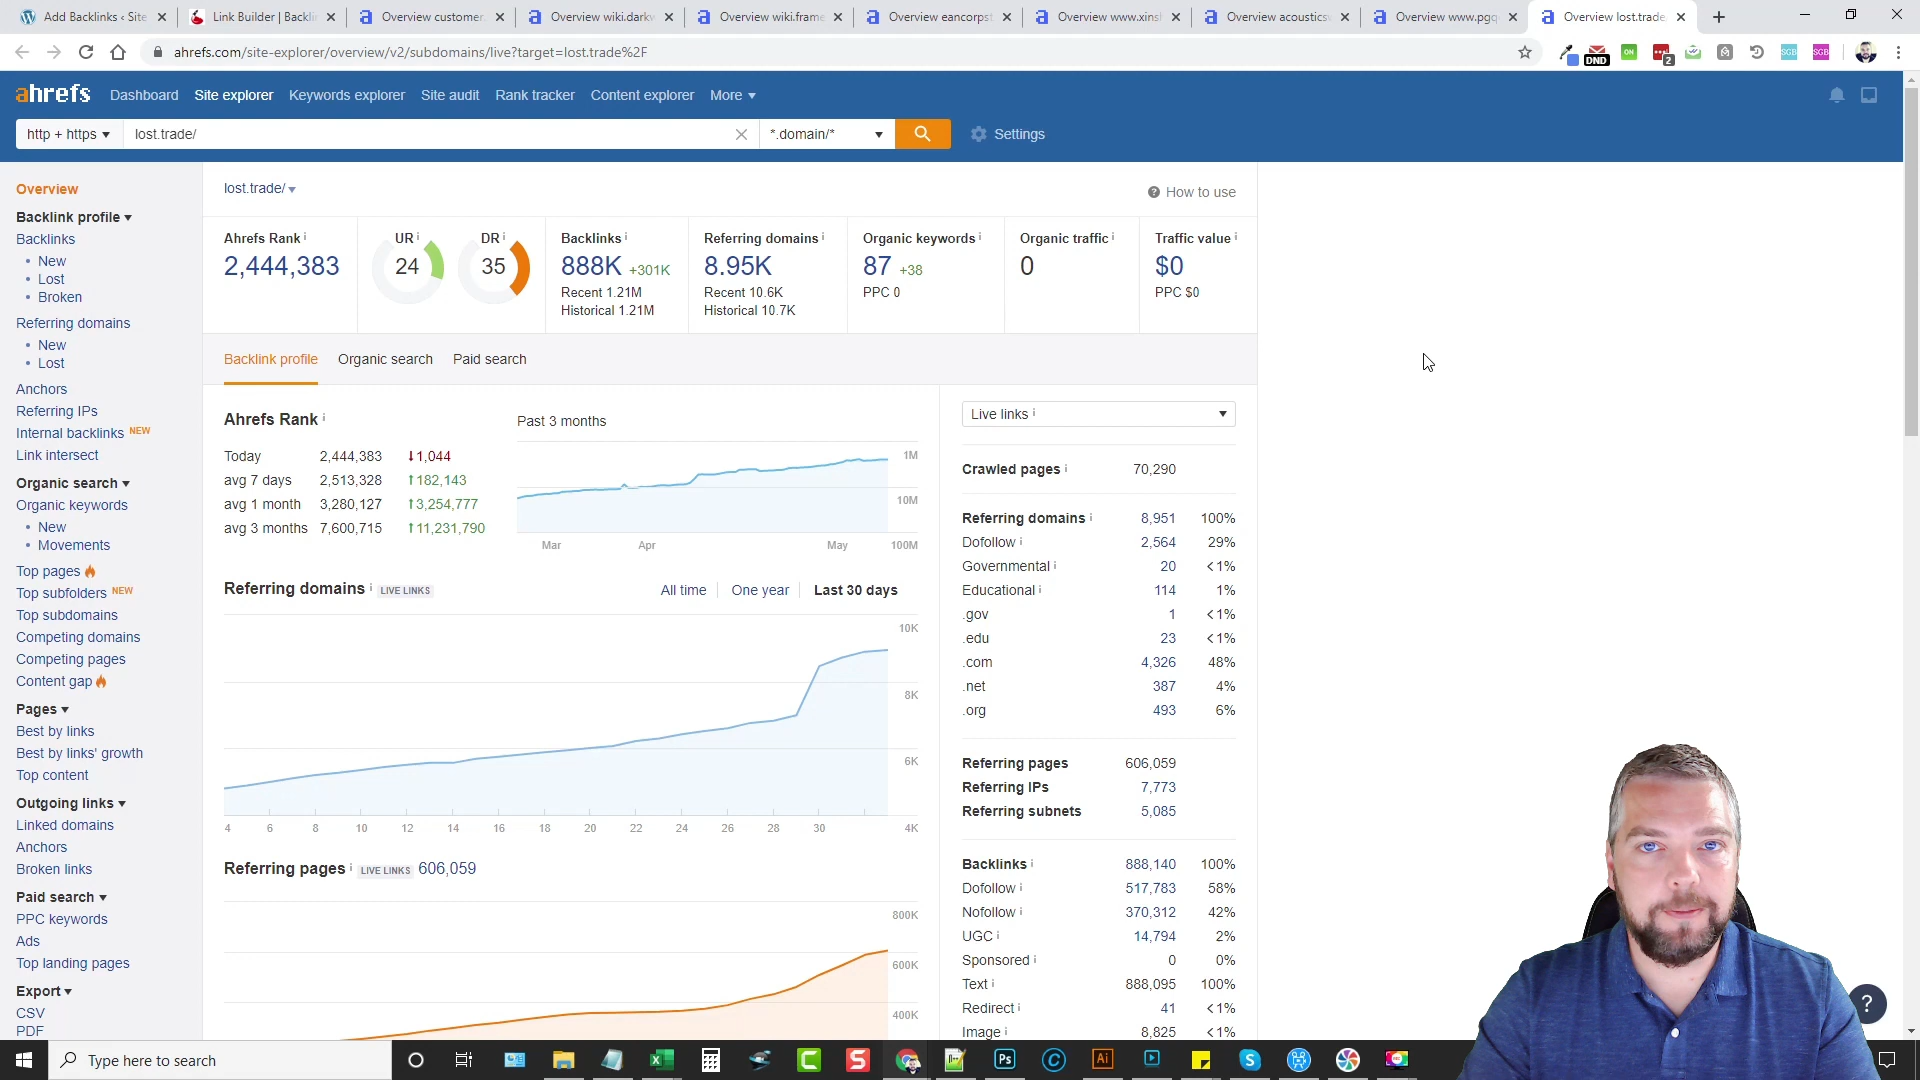 Add Backlinks ‹ Site
Link Builder | Backlin
Overview customer.
Overview wiki.darkw
Overview wiki.frame
Overview eancorpst
Overview www.xinsh
Overview acousticsv
Overview www.pgq
Overview lost.trade
ahrefs.com/site-explorer/overview/v2/subdomains/live?target=lost.trade%2F
DND
ON
2
SGB
SGB
ahrefs
Dashboard
Site explorer
Keywords explorer
Site audit
Rank tracker
Content explorer
More
http + https
lost.trade/
*.domain/*
Settings
Overview
Backlink profile
Backlinks
New
Lost
Broken
Referring domains
New
Lost
Anchors
Referring IPs
Internal backlinks NEW
Link intersect
Organic search
Organic keywords
New
Movements
Top pages
Top subfolders NEW
Top subdomains
Competing domains
Competing pages
Content gap
Pages
Best by links
Best by links' growth
Top content
Outgoing links
Linked domains
Anchors
Broken links
Paid search
PPC keywords
Ads
Top landing pages
Export
CSV
PDF
lost.trade/
How to use
Ahrefs Rank
2,444,383
UR
24
DR
35
Backlinks
888K +301K
Recent 1.21M
Historical 1.21M
Referring domains
8.95K
Recent 10.6K
Historical 10.7K
Organic keywords
87 +38
PPC 0
Organic traffic
0
Traffic value
$0
PPC $0
Backlink profile
Organic search
Paid search
Ahrefs Rank
Past 3 months
Today 2,444,383 ↓1,044
avg 7 days 2,513,328 ↑182,143
avg 1 month 3,280,127 ↑3,254,777
avg 3 months 7,600,715 ↑11,231,790
1M
10M
100M
Mar Apr May
Referring domains LIVE LINKS
All time
One year
Last 30 days
10K
8K
6K
4K
4 6 8 10 12 14 16 18 20 22 24 26 28 30
Referring pages LIVE LINKS 606,059
800K
600K
400K
Live links
Crawled pages 70,290
Referring domains 8,951 100%
Dofollow 2,564 29%
Governmental 20 <1%
Educational 114 1%
.gov 1 <1%
.edu 23 <1%
.com 4,326 48%
.net 387 4%
.org 493 6%
Referring pages 606,059
Referring IPs 7,773
Referring subnets 5,085
Backlinks 888,140 100%
Dofollow 517,783 58%
Nofollow 370,312 42%
UGC 14,794 2%
Sponsored 0 0%
Text 888,095 100%
Redirect 41 <1%
Image 8,825 <1%
?
Type here to search
Ps
Ai